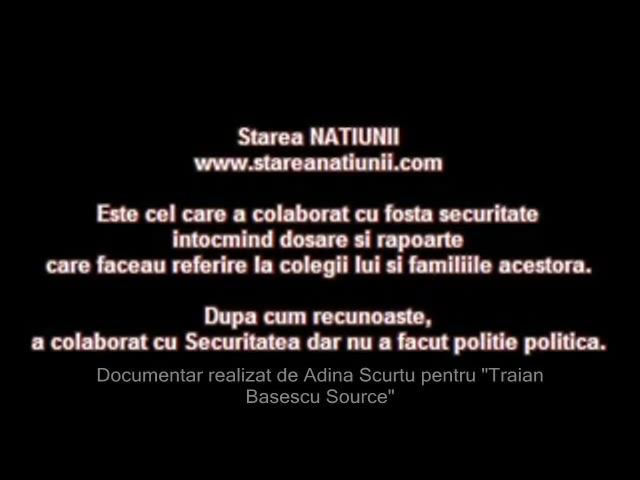 Starea NATIUNII
www.stareanatiunii.com
Este cel care a colaborat cu fosta securitate
intocmind dosare si rapoarte
care faceau referire la colegii lui si familiile acestora.
Dupa cum recunoaste,
a colaborat cu Securitatea dar nu a facut politie politica.
Documentar realizat de Adina Scurtu pentru "Traian
Basescu Source"